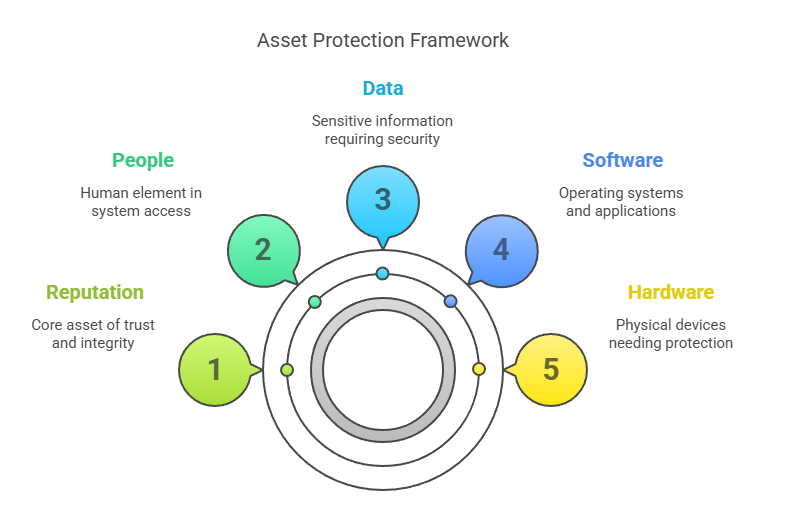 Asset Protection Framework
Data
Sensitive information
requiring security
People
Human element in
system access
Software
Operating systems
and applications
3
2
4
Reputation
Core asset of trust
and integrity
Hardware
Physical devices
needing protection
1
5